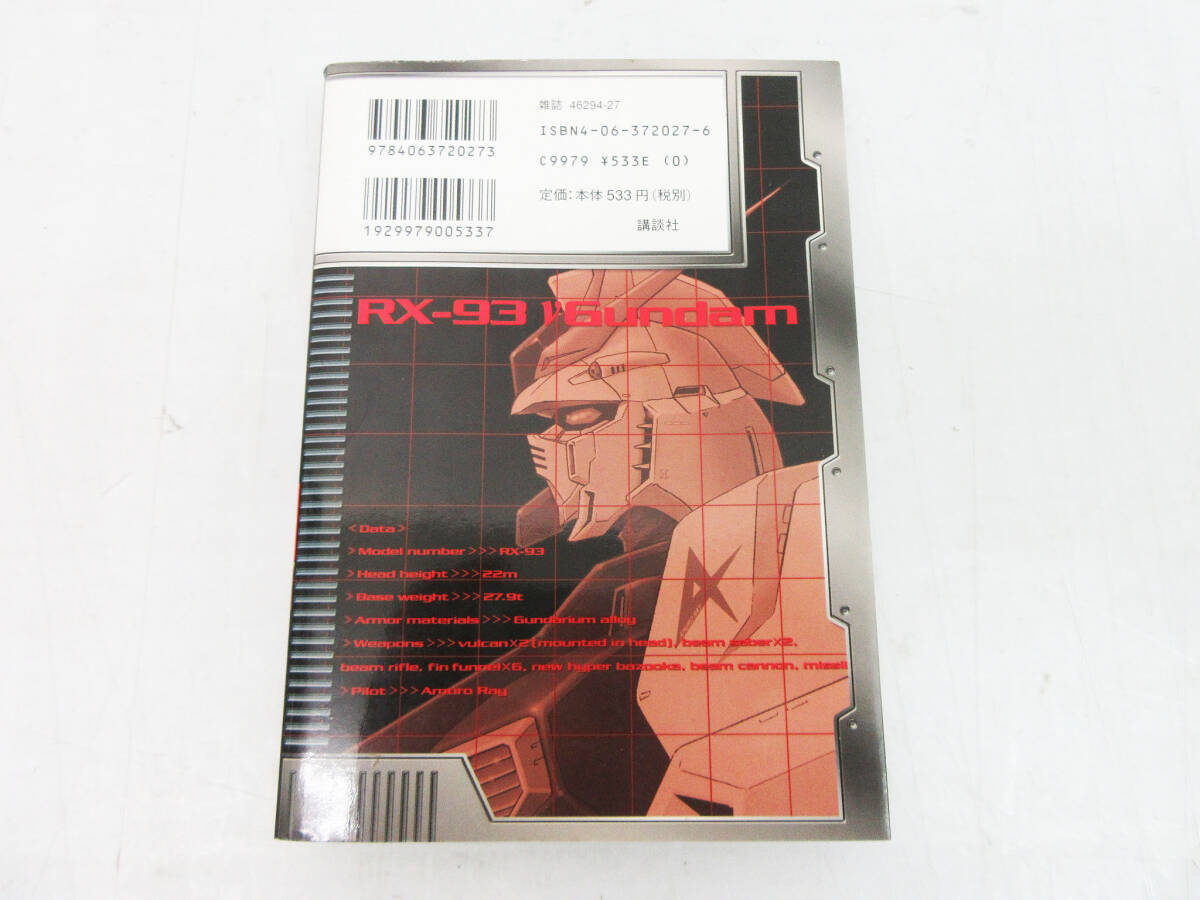 雑誌 46294-27
ISBN4-06-372027-6
9784063720273
C9979 ¥533E (0)
定価:本体533円(税別)
1929979005337
講談社
RX-93 νGundam
<Data>
>Model number>>>RX-93
>Head height>>>22m
>Base weight>>>27.9t
>Armor materials>>>Gundarium alloy
>Weapons>>>vulcanX2(mounted in head), beam saberX2,
beam rifle, fin funnelX6, new hyper bazooka, beam cannon, missil
>Pilot>>>Amuro Ray